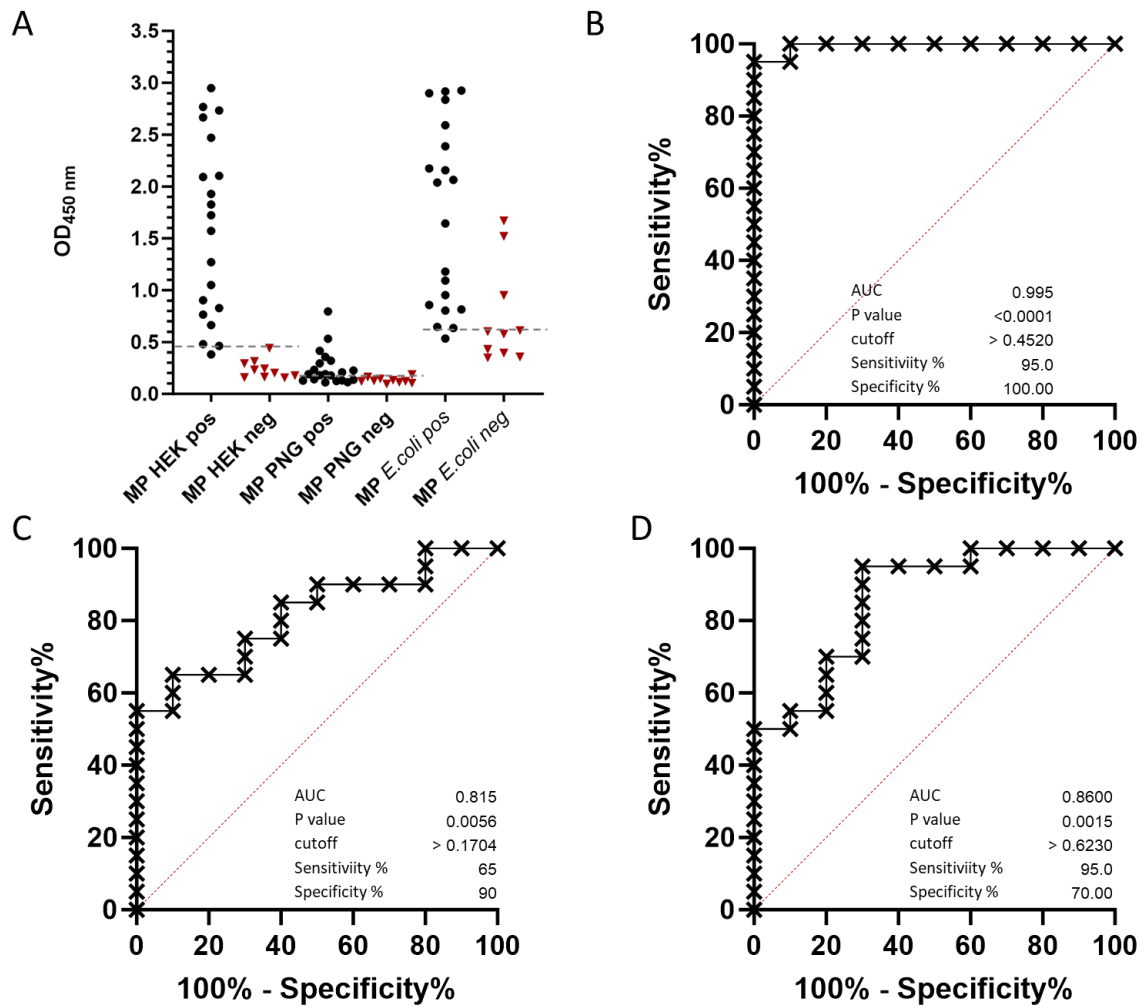 A
3.5
3.0
2.5
2.0
1.5
1.0
0.5
0.0
OD450 nm
MP HEK pos
MP HEK neg
MP PNG pos
MP PNG neg
MP E.coli pos
MP E.coli neg
B
100
80
60
40
20
0
Sensitivity%
AUC 0.995
P value <0.0001
cutoff > 0.4520
Sensitiviity % 95.0
Specificity % 100.00
0 20 40 60 80 100
100% - Specificity%
C
100
80
60
40
20
0
Sensitivity%
AUC 0.815
P value 0.0056
cutoff > 0.1704
Sensitiviity % 65
Specificity % 90
0 20 40 60 80 100
100% - Specificity%
D
100
80
60
40
20
0
Sensitivity%
AUC 0.8600
P value 0.0015
cutoff > 0.6230
Sensitiviity % 95.0
Specificity % 70.00
0 20 40 60 80 100
100% - Specificity%